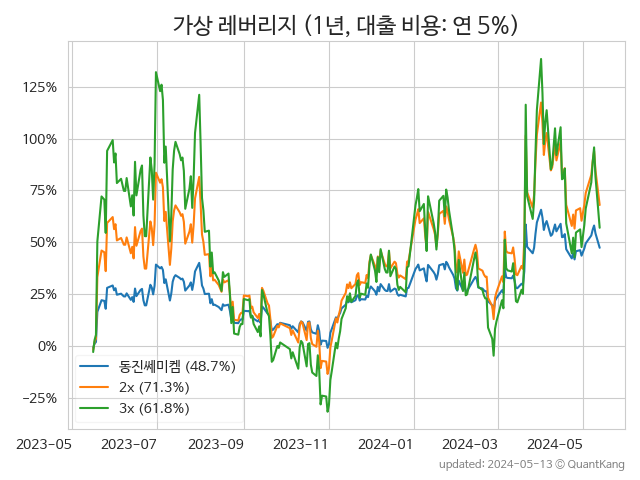 가상 레버리지 (1년, 대출 비용: 연 5%)
125%
100%
75%
50%
25%
0%
−25%
동진쎄미켐 (48.7%)
2x (71.3%)
3x (61.8%)
2023-05 2023-07 2023-09 2023-11 2024-01 2024-03 2024-05
updated: 2024-05-13 ⓒ QuantKang